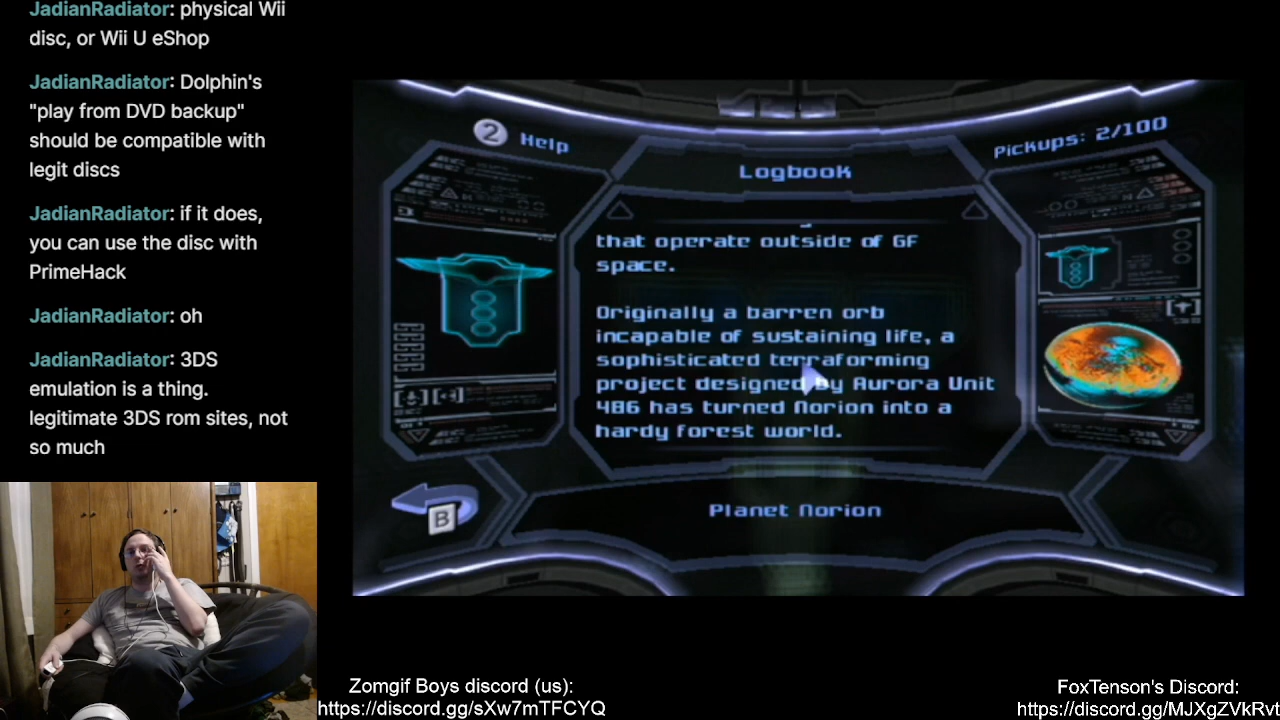 JadianRadiator: physical Wii
disc, or Wii U eShop
JadianRadiator: Dolphin's
"play from DVD backup"
should be compatible with
legit discs
JadianRadiator: if it does,
you can use the disc with
PrimeHack
JadianRadiator: oh
JadianRadiator: 3DS
emulation is a thing.
legitimate 3DS rom sites, not
so much
2 Help
Logbook
Pickups: 2/100
that operate outside of GF
space.
Originally a barren orb
incapable of sustaining life, a
sophisticated terraforming
project designed by Aurora Unit
486 has turned Norion into a
hardy forest world.
B
Planet Norion
Zomgif Boys discord (us):
https://discord.gg/sXw7mTFCYQ
FoxTenson's Discord:
https://discord.gg/MJXgZVkRvt